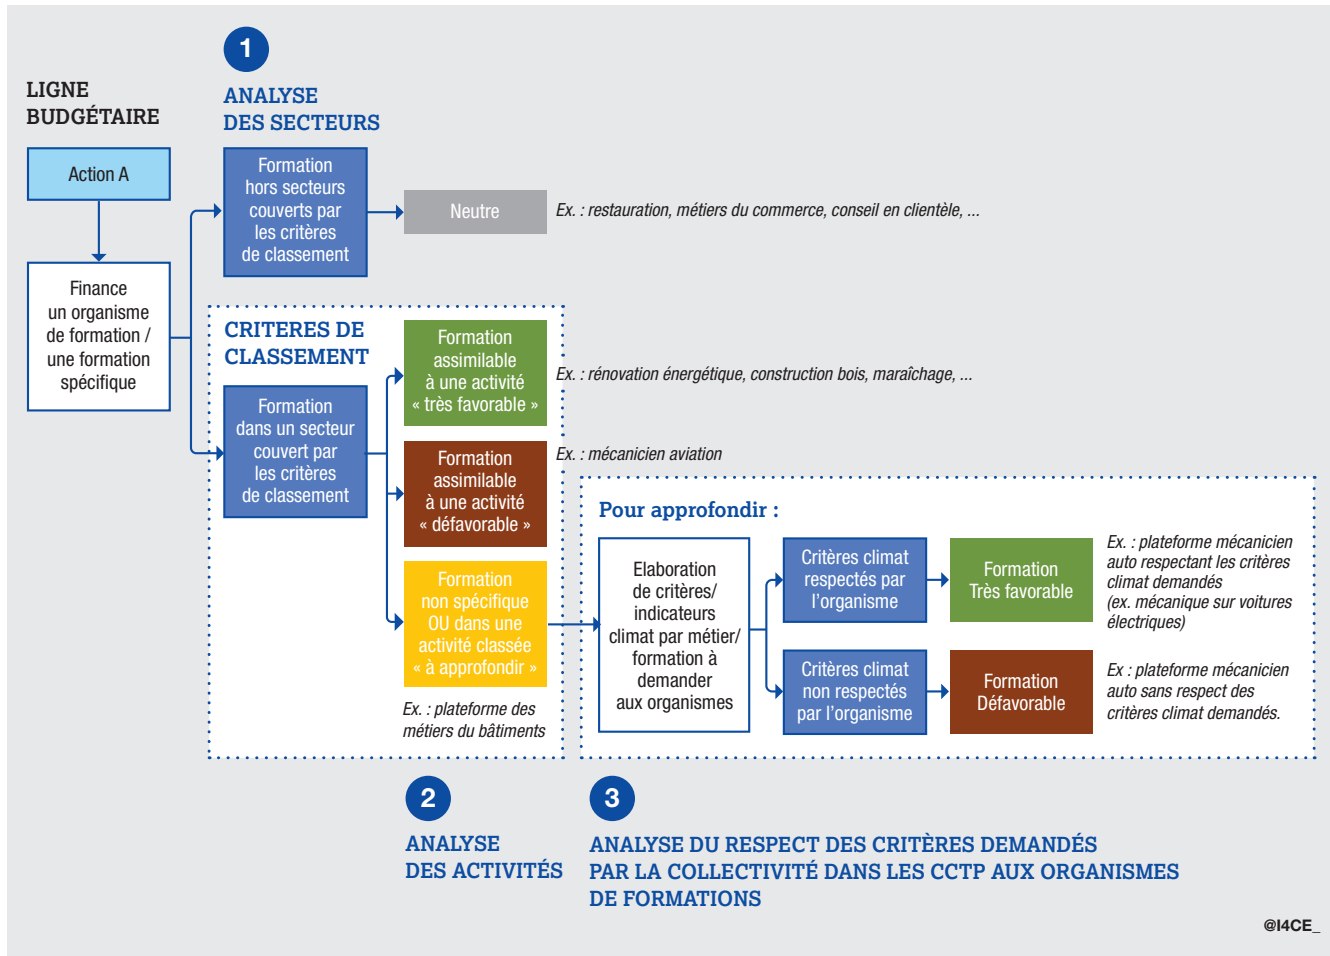 LIGNE
BUDGÉTAIRE
Action A
Finance
un organisme
de formation /
une formation
spécifique
1
ANALYSE
DES SECTEURS
Formation
hors secteurs
couverts par
les critères
de classement
Neutre
Ex. : restauration, métiers du commerce, conseil en clientèle, ...
CRITERES DE
CLASSEMENT
Formation
dans un secteur
couvert par
les critères
de classement
Formation
assimilable
à une activité
« très favorable »
Ex. : rénovation énergétique, construction bois, maraîchage, ...
Formation
assimilable
à une activité
« défavorable »
Ex. : mécanicien aviation
Formation
non spécifique
OU dans une
activité classée
« à approfondir »
Ex. : plateforme des
métiers du bâtiments
Pour approfondir :
Elaboration
de critères/
indicateurs
climat par métier/
formation à
demander
aux organismes
Critères climat
respectés par
l'organisme
Formation
Très favorable
Ex. : plateforme mécanicien
auto respectant les critères
climat demandés
(ex. mécanique sur voitures
électriques)
Critères climat
non respectés
par l'organisme
Formation
Défavorable
Ex : plateforme mécanicien
auto sans respect des
critères climat demandés.
2
ANALYSE
DES ACTIVITÉS
3
ANALYSE DU RESPECT DES CRITÈRES DEMANDÉS
PAR LA COLLECTIVITÉ DANS LES CCTP AUX ORGANISMES
DE FORMATIONS
@I4CE_